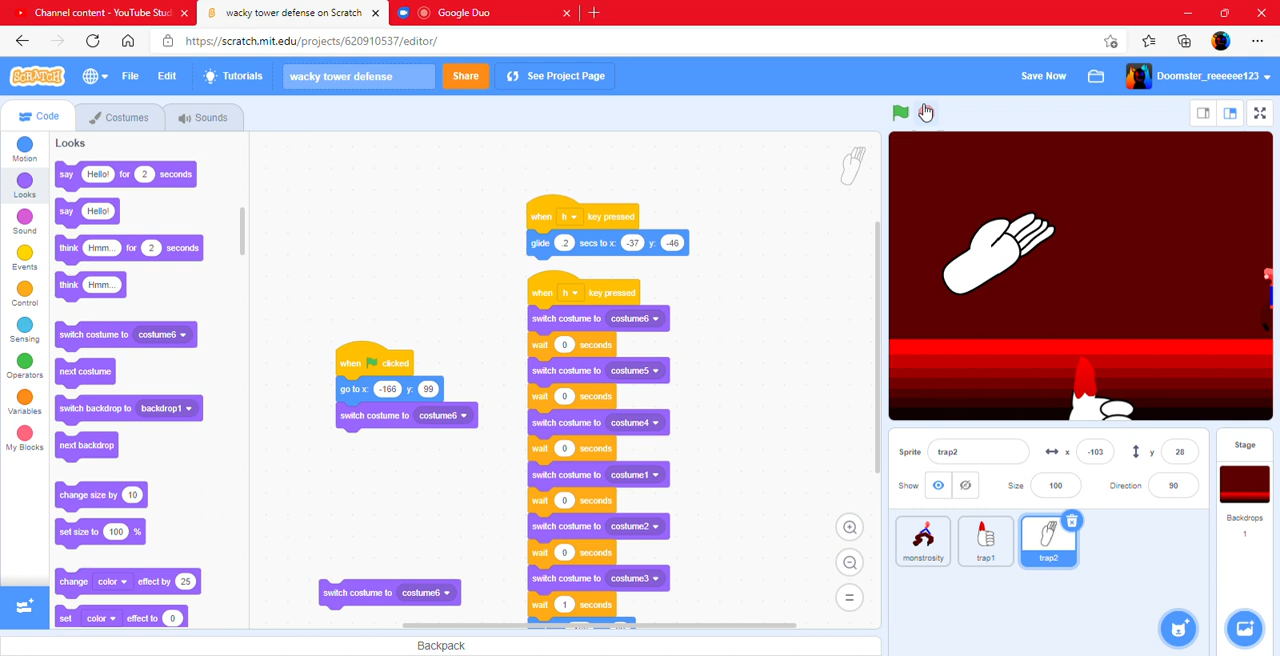 Channel content - YouTube Stud
wacky tower defense on Scratch
Google Duo
https://scratch.mit.edu/projects/620910537/editor/
SCRATCH
File
Edit
Tutorials
wacky tower defense
Share
See Project Page
Save Now
Doomster_reeeeee123
Code
Costumes
Sounds
Motion
Looks
Sound
Events
Control
Sensing
Operators
Variables
My Blocks
Looks
say Hello! for 2 seconds
say Hello!
think Hmm... for 2 seconds
think Hmm...
switch costume to costume6
next costume
switch backdrop to backdrop1
next backdrop
change size by 10
set size to 100 %
change color effect by 25
set color effect to 0
when clicked
go to x: -166 y: 99
switch costume to costume6
switch costume to costume6
when h key pressed
glide .2 secs to x: -37 y: -46
when h key pressed
switch costume to costume6
wait 0 seconds
switch costume to costume5
wait 0 seconds
switch costume to costume4
wait 0 seconds
switch costume to costume1
wait 0 seconds
switch costume to costume2
wait 0 seconds
switch costume to costume3
wait 1 seconds
Backpack
Sprite trap2 x -103 y 28
Show Size 100 Direction 90
monstrosity
trap1
trap2
Stage
Backdrops
1